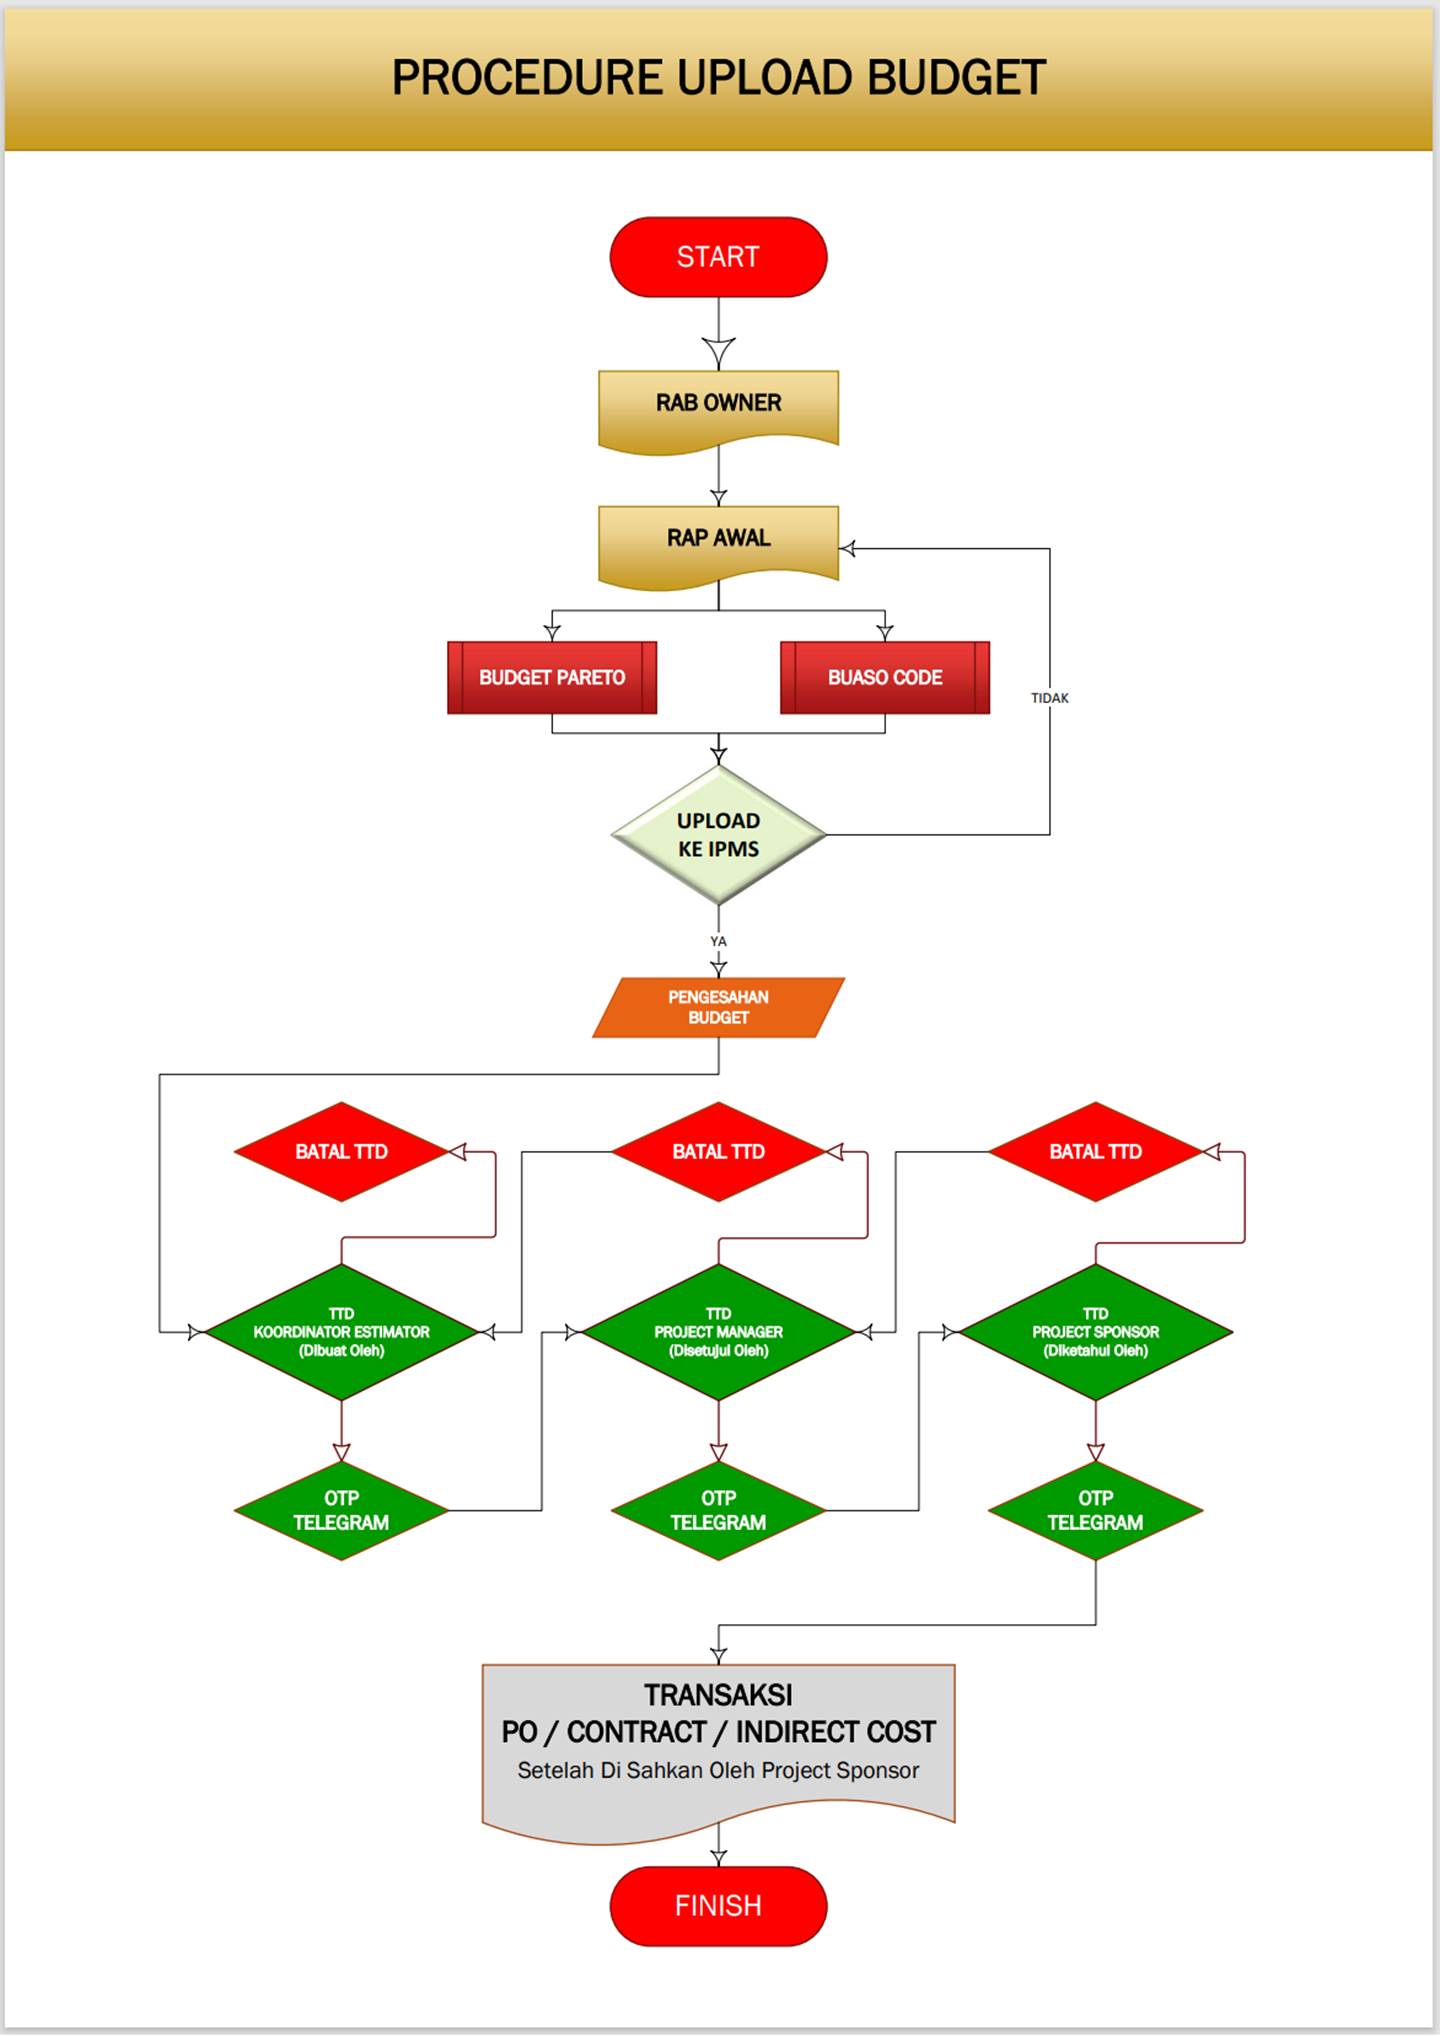 PROCEDURE UPLOAD BUDGET
START
RAB OWNER
RAP AWAL
BUDGET PARETO
BUASO CODE
TIDAK
UPLOAD
KE IPMS
YA
PENGESAHAN
BUDGET
BATAL TTD
BATAL TTD
BATAL TTD
TTD
KOORDINATOR ESTIMATOR
(Dibuat Oleh)
TTD
PROJECT MANAGER
(Disetujui Oleh)
TTD
PROJECT SPONSOR
(Diketahui Oleh)
OTP
TELEGRAM
OTP
TELEGRAM
OTP
TELEGRAM
TRANSAKSI
PO / CONTRACT / INDIRECT COST
Setelah Di Sahkan Oleh Project Sponsor
FINISH